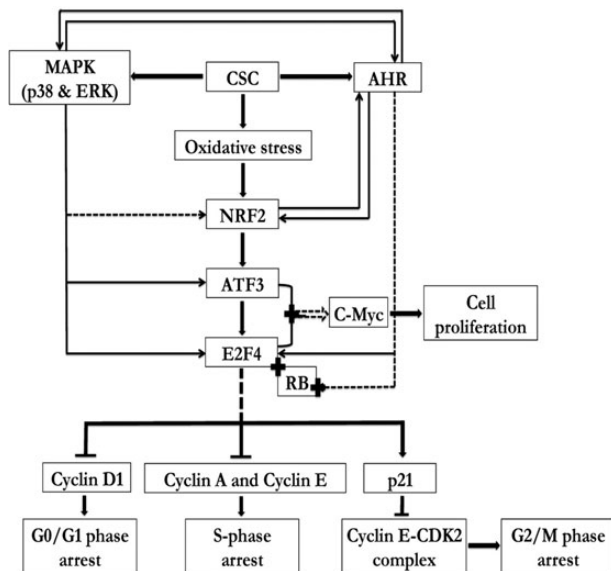 MAPK
(p38 & ERK)
CSC
AHR
Oxidative stress
NRF2
ATF3
C-Myc
Cell
proliferation
E2F4
RB
Cyclin D1
Cyclin A and Cyclin E
p21
G0/G1 phase
arrest
S-phase
arrest
Cyclin E-CDK2
complex
G2/M phase
arrest